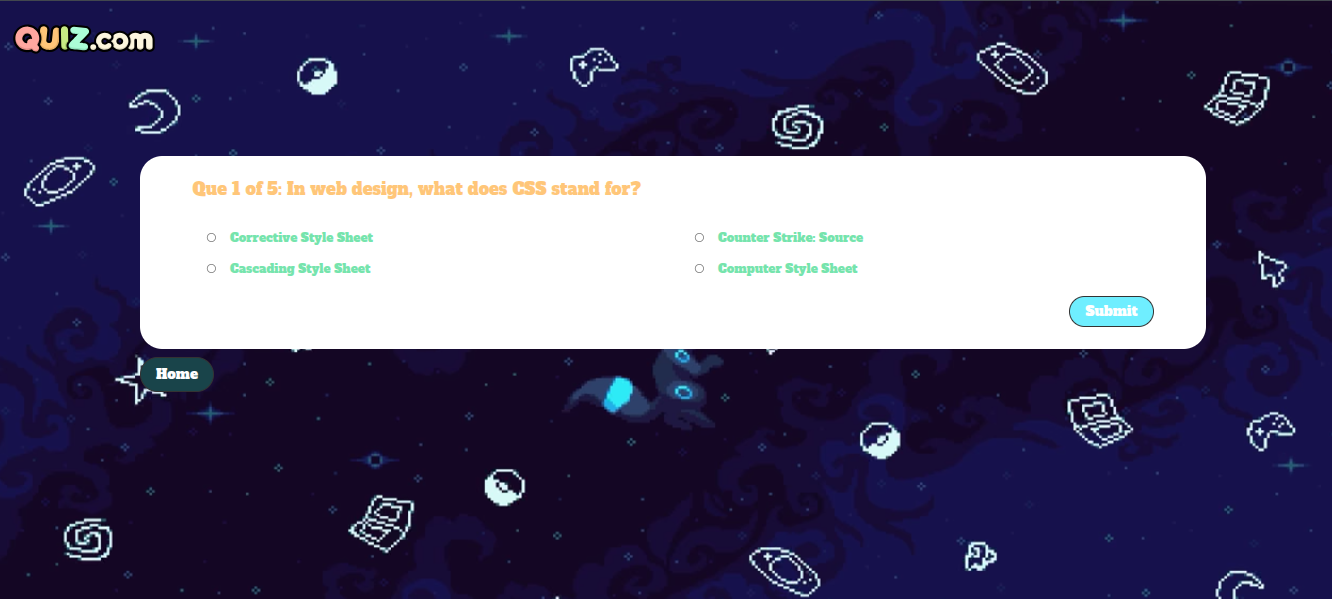 QUIZ.com
Que 1 of 5: In web design, what does CSS stand for?
Corrective Style Sheet
Counter Strike: Source
Cascading Style Sheet
Computer Style Sheet
Submit
Home